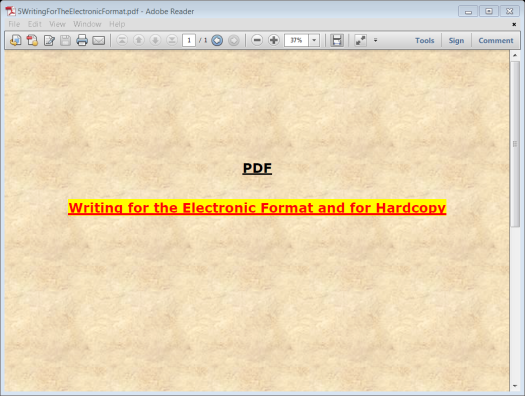 5WritingForTheElectronicFormat.pdf - Adobe Reader
File Edit View Window Help
1 / 1 37% Tools Sign Comment
PDF
Writing for the Electronic Format and for Hardcopy